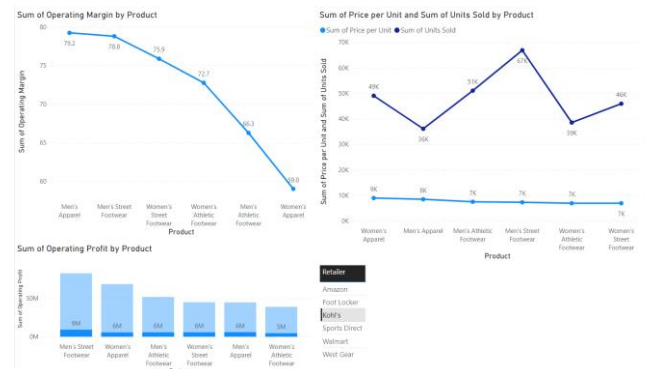 Sum of Operating Margin by Product
80
79.2
78.8
75.9
72.7
66.3
59.0
75
70
65
60
Sum of Operating Margin
Men's Apparel
Men's Street Footwear
Women's Street Footwear
Women's Athletic Footwear
Men's Athletic Footwear
Women's Apparel
Product
Sum of Price per Unit and Sum of Units Sold by Product
Sum of Price per Unit
Sum of Units Sold
70K
60K
50K
40K
30K
20K
10K
0K
Sum of Price per Unit and Sum of Units Sold
49K
36K
51K
67K
39K
46K
9K
8K
7K
7K
7K
7K
Women's Apparel
Men's Apparel
Men's Athletic Footwear
Men's Street Footwear
Women's Athletic Footwear
Women's Street Footwear
Product
Sum of Operating Profit by Product
50M
0M
Sum of Operating Profit
9M
6M
6M
6M
6M
5M
Men's Street Footwear
Women's Apparel
Men's Athletic Footwear
Women's Street Footwear
Men's Apparel
Women's Athletic Footwear
Retailer
Amazon
Foot Locker
Kohl's
Sports Direct
Walmart
West Gear